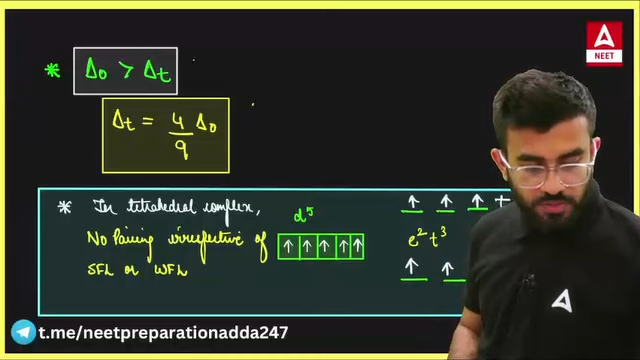 * Δo > Δt
Δt = 4/9 Δo
* In tetrahedral complex,
d⁵
No Pairing irrespective of
SFL or WFL
e² t³
A
NEET
t.me/neetpreparationadda247